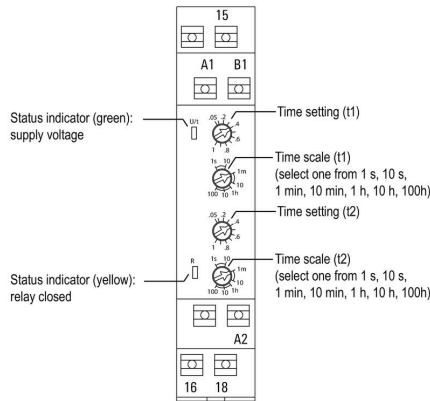 15
A1 B1
Status indicator (green):
supply voltage
U/t
.05 .2 .4 .6 .8 1
Time setting (t1)
1s 10 1m 10 1h 10 100
Time scale (t1)
(select one from 1 s, 10 s,
1 min, 10 min, 1 h, 10 h, 100h)
.05 .2 .4 .6 .8 1
Time setting (t2)
Status indicator (yellow):
relay closed
R
1s 10 1m 10 1h 10 100
Time scale (t2)
(select one from 1 s, 10 s,
1 min, 10 min, 1 h, 10 h, 100h)
A2
16 18